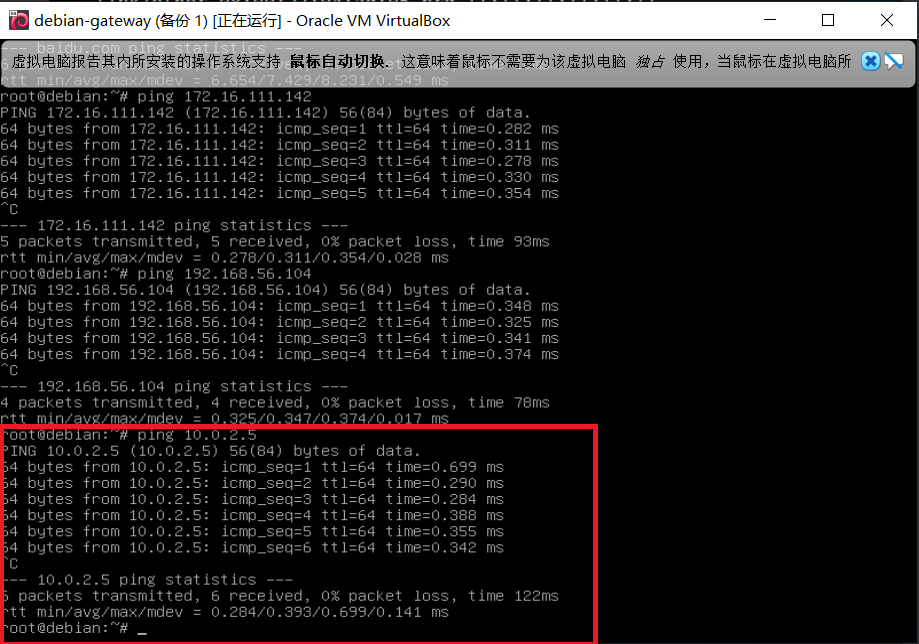 debian-gateway (备份 1) [正在运行] - Oracle VM VirtualBox
--- baidu.com ping statistics ---
虚拟电脑报告其内所安装的操作系统支持 鼠标自动切换. 这意味着鼠标不需要为该虚拟电脑 独占 使用，当鼠标在虚拟电脑所
rtt min/avg/max/mdev = 6.654/7.429/8.231/0.549 ms
root@debian:~# ping 172.16.111.142
PING 172.16.111.142 (172.16.111.142) 56(84) bytes of data.
64 bytes from 172.16.111.142: icmp_seq=1 ttl=64 time=0.282 ms
64 bytes from 172.16.111.142: icmp_seq=2 ttl=64 time=0.311 ms
64 bytes from 172.16.111.142: icmp_seq=3 ttl=64 time=0.278 ms
64 bytes from 172.16.111.142: icmp_seq=4 ttl=64 time=0.330 ms
64 bytes from 172.16.111.142: icmp_seq=5 ttl=64 time=0.354 ms
^C
--- 172.16.111.142 ping statistics ---
5 packets transmitted, 5 received, 0% packet loss, time 93ms
rtt min/avg/max/mdev = 0.278/0.311/0.354/0.028 ms
root@debian:~# ping 192.168.56.104
PING 192.168.56.104 (192.168.56.104) 56(84) bytes of data.
64 bytes from 192.168.56.104: icmp_seq=1 ttl=64 time=0.348 ms
64 bytes from 192.168.56.104: icmp_seq=2 ttl=64 time=0.325 ms
64 bytes from 192.168.56.104: icmp_seq=3 ttl=64 time=0.341 ms
64 bytes from 192.168.56.104: icmp_seq=4 ttl=64 time=0.374 ms
^C
--- 192.168.56.104 ping statistics ---
4 packets transmitted, 4 received, 0% packet loss, time 78ms
rtt min/avg/max/mdev = 0.325/0.347/0.374/0.017 ms
root@debian:~# ping 10.0.2.5
PING 10.0.2.5 (10.0.2.5) 56(84) bytes of data.
64 bytes from 10.0.2.5: icmp_seq=1 ttl=64 time=0.699 ms
64 bytes from 10.0.2.5: icmp_seq=2 ttl=64 time=0.290 ms
64 bytes from 10.0.2.5: icmp_seq=3 ttl=64 time=0.284 ms
64 bytes from 10.0.2.5: icmp_seq=4 ttl=64 time=0.388 ms
64 bytes from 10.0.2.5: icmp_seq=5 ttl=64 time=0.355 ms
64 bytes from 10.0.2.5: icmp_seq=6 ttl=64 time=0.342 ms
^C
--- 10.0.2.5 ping statistics ---
6 packets transmitted, 6 received, 0% packet loss, time 122ms
rtt min/avg/max/mdev = 0.284/0.393/0.699/0.141 ms
root@debian:~# _